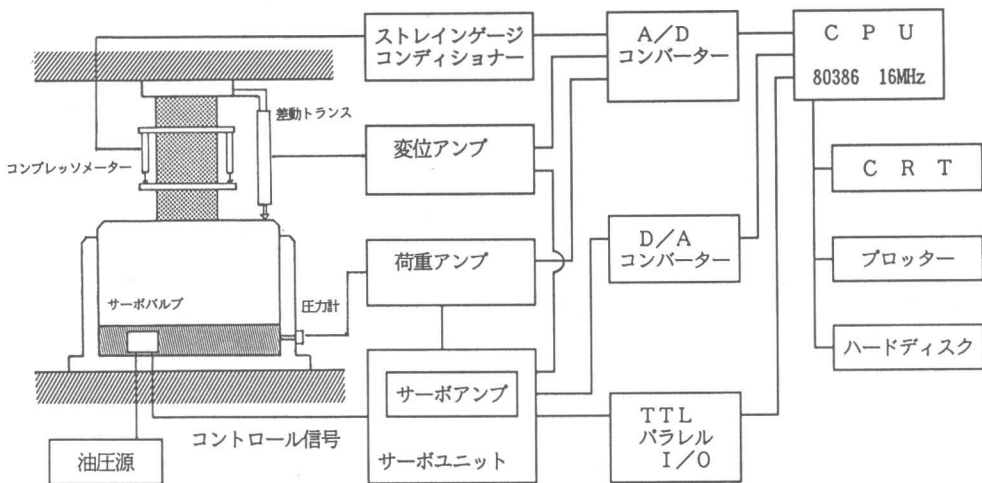 ストレインゲージ
コンディショナー
A/D
コンバーター
C P U
80386 16MHz
差動トランス
コンプレッソメーター
変位アンプ
C R T
D/A
コンバーター
荷重アンプ
プロッター
サーボバルブ
圧力計
ハードディスク
サーボアンプ
サーボユニット
TTL
パラレル
I/O
コントロール信号
油圧源